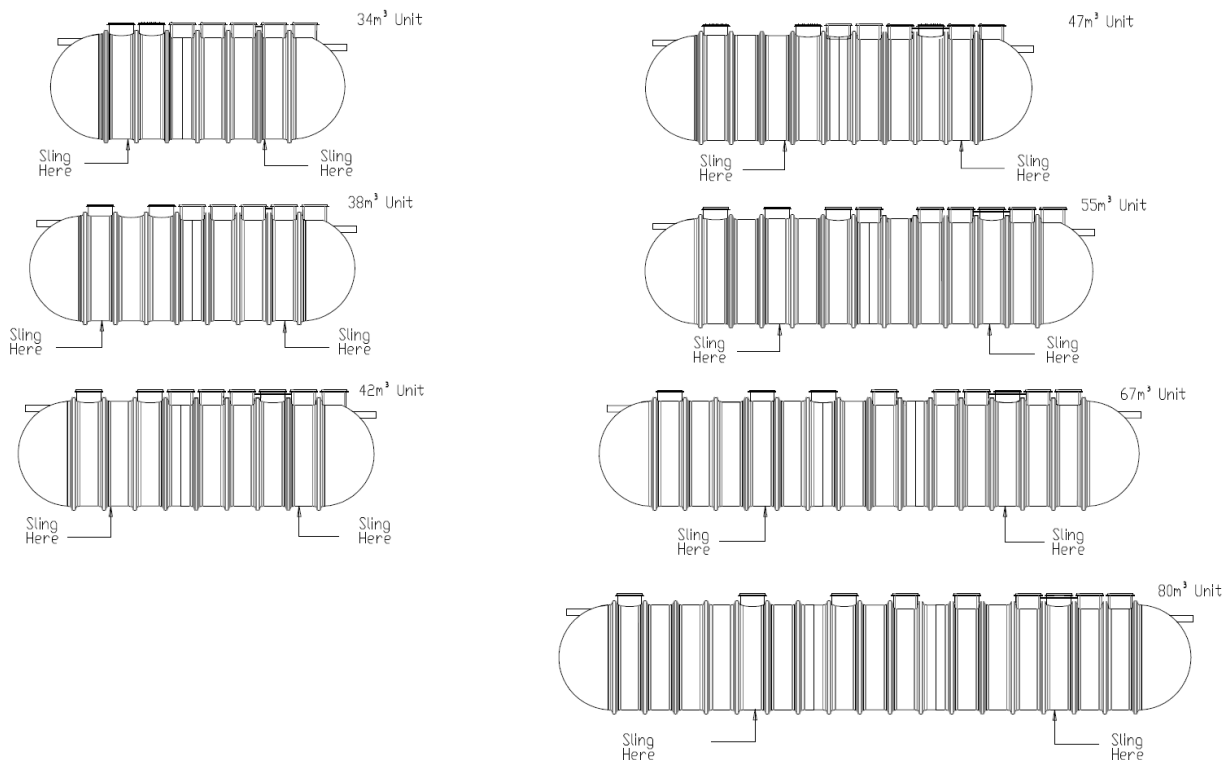 34m³ Unit
Sling
Here
Sling
Here
38m³ Unit
Sling
Here
Sling
Here
42m³ Unit
Sling
Here
Sling
Here
47m³ Unit
Sling
Here
Sling
Here
55m³ Unit
Sling
Here
Sling
Here
67m³ Unit
Sling
Here
Sling
Here
80m³ Unit
Sling
Here
Sling
Here